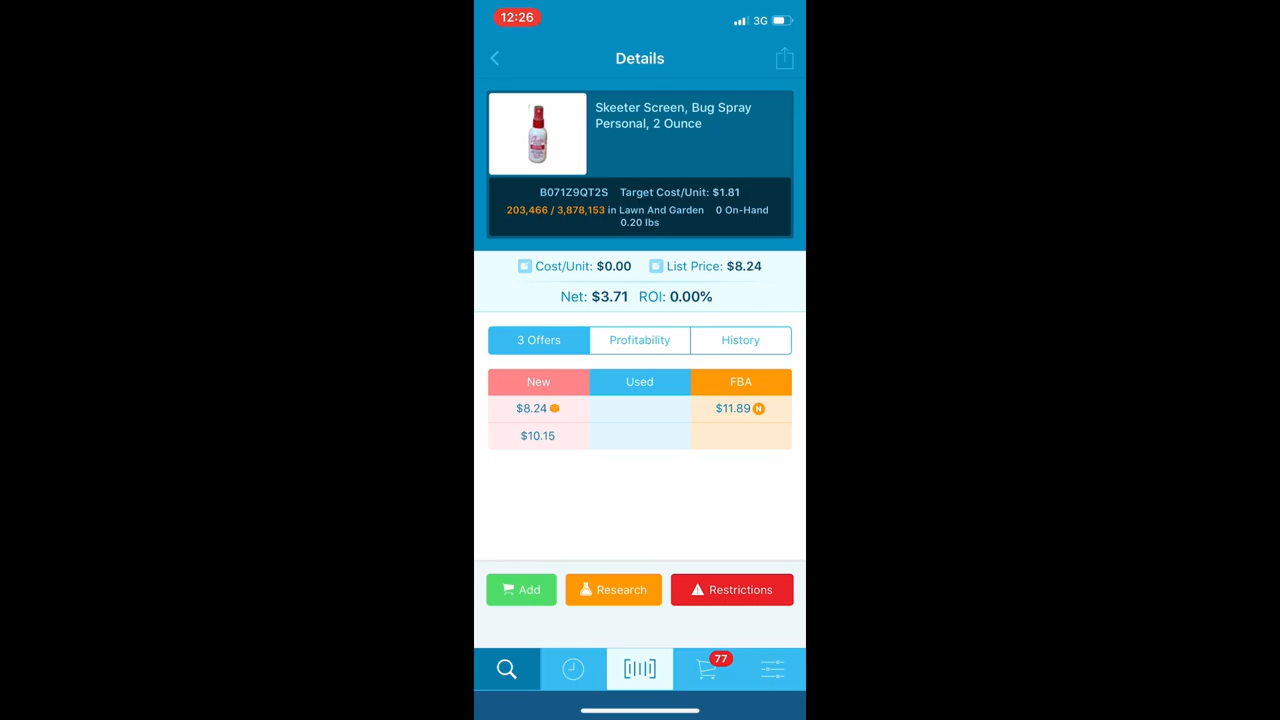 12:26
3G
Details
Skeeter Screen, Bug Spray
Personal, 2 Ounce
B071Z9QT2S Target Cost/Unit: $1.81
203,466 / 3,878,153 in Lawn And Garden 0 On-Hand
0.20 lbs
Cost/Unit: $0.00 List Price: $8.24
Net: $3.71 ROI: 0.00%
3 Offers Profitability History
New Used FBA
$8.24 $11.89 N
$10.15
Add Research Restrictions
77